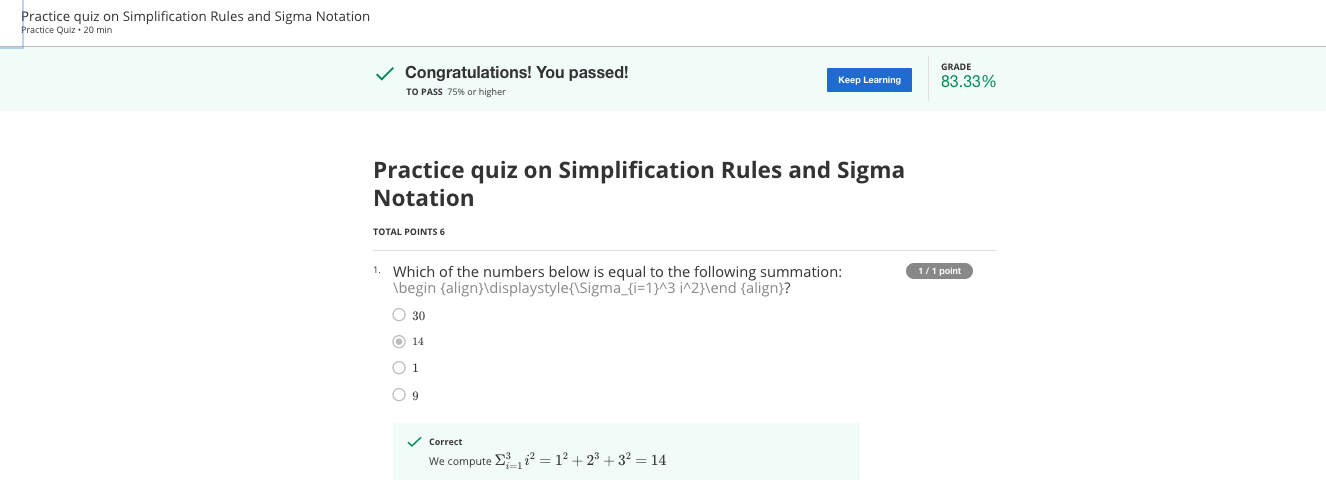 Practice quiz on Simplification Rules and Sigma Notation
Practice Quiz • 20 min
Congratulations! You passed!
TO PASS 75% or higher
Keep Learning
GRADE
83.33%
Practice quiz on Simplification Rules and Sigma
Notation
TOTAL POINTS 6
1. Which of the numbers below is equal to the following summation:
\begin {align}\displaystyle{\Sigma_{i=1}^3 i^2}\end {align}?
1 / 1 point
30
14
1
9
Correct
We compute Σ_{i=1}^3 i^2 = 1^2 + 2^3 + 3^2 = 14